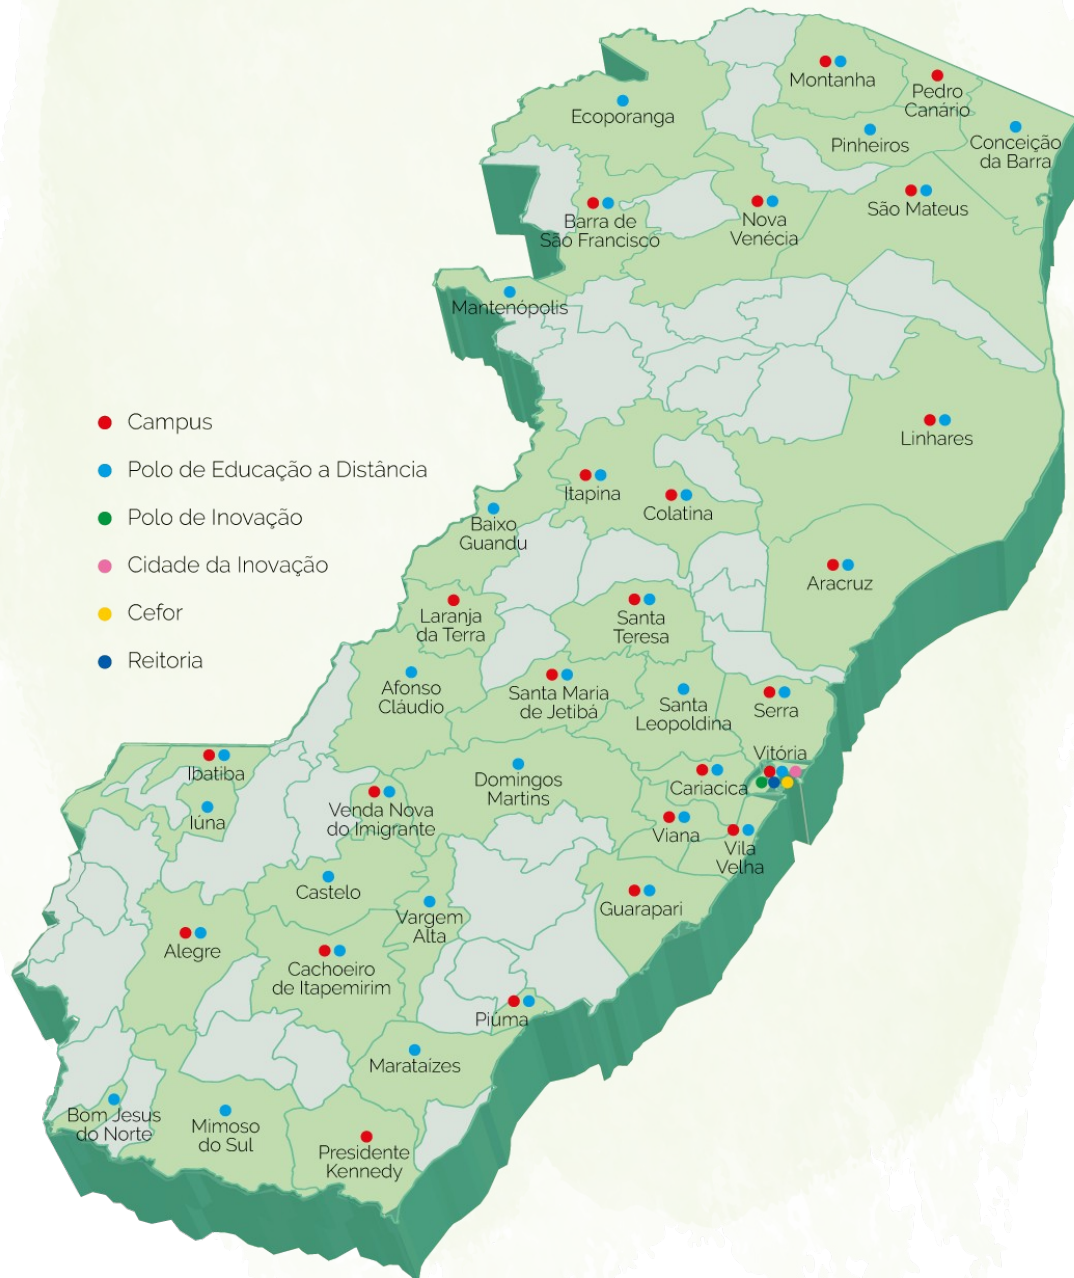 Montanha
Pedro
Canário
Ecoporanga
Pinheiros
Conceição
da Barra
São Mateus
Barra de
São Francisco
Nova
Venécia
Mantenópolis
Campus
Polo de Educação a Distância
Polo de Inovação
Cidade da Inovação
Cefor
Reitoria
Linhares
Itapina
Colatina
Baixo
Guandu
Aracruz
Laranja
da Terra
Santa
Teresa
Afonso
Cláudio
Santa Maria
de Jetibá
Santa
Leopoldina
Serra
Vitória
Ibatiba
Domingos
Martins
Cariacica
Iúna
Venda Nova
do Imigrante
Viana
Vila
Velha
Castelo
Vargem
Alta
Guarapari
Alegre
Cachoeiro
de Itapemirim
Piuma
Marataízes
Bom Jesus
do Norte
Mimoso
do Sul
Presidente
Kennedy